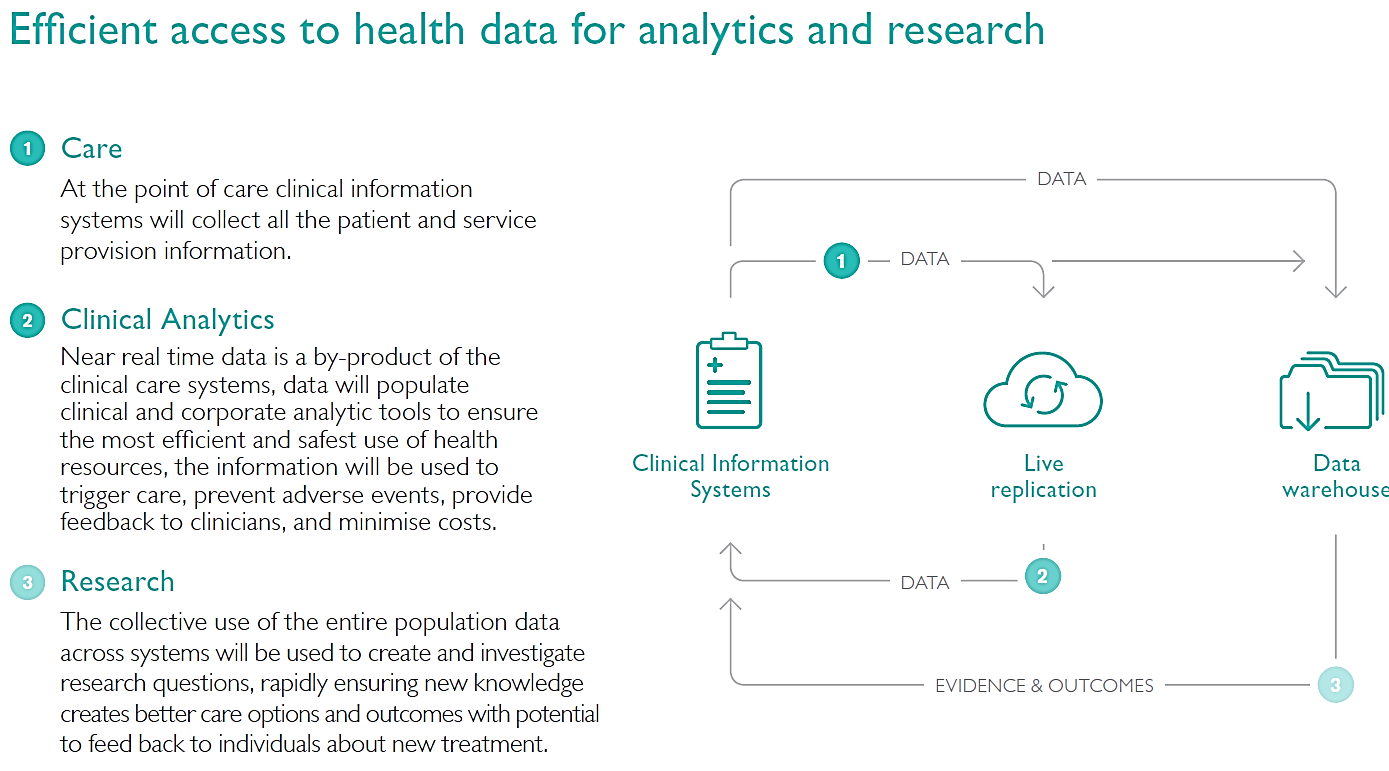 Efficient access to health data for analytics and research
1 Care
At the point of care clinical information
systems will collect all the patient and service
provision information.
2 Clinical Analytics
Near real time data is a by-product of the
clinical care systems, data will populate
clinical and corporate analytic tools to ensure
the most efficient and safest use of health
resources, the information will be used to
trigger care, prevent adverse events, provide
feedback to clinicians, and minimise costs.
3 Research
The collective use of the entire population data
across systems will be used to create and investigate
research questions, rapidly ensuring new knowledge
creates better care options and outcomes with potential
to feed back to individuals about new treatment.
DATA
1 DATA
Clinical Information
Systems
Live
replication
Data
warehouse
DATA 2
EVIDENCE & OUTCOMES 3